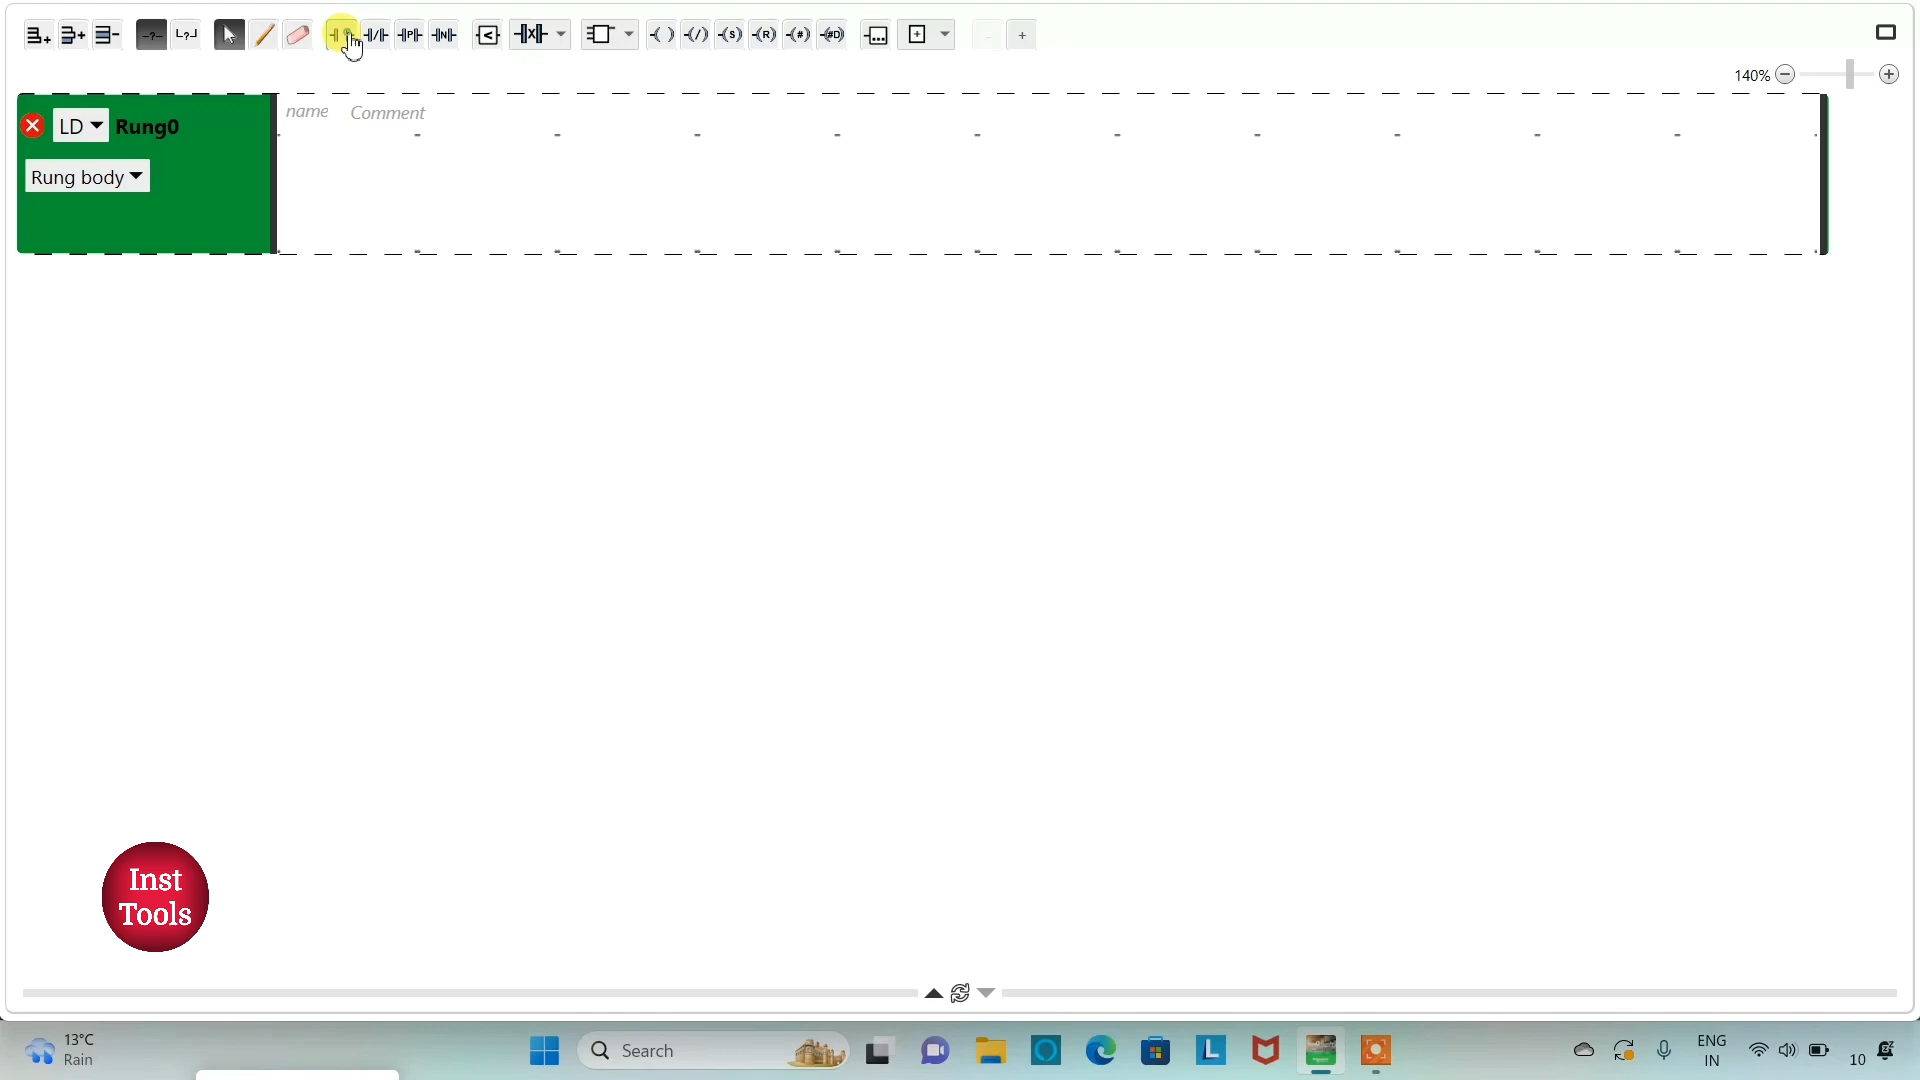 140%
LD Rung0
name Comment
Rung body
Inst
Tools
13°C
Rain
Search
ENG
IN
10